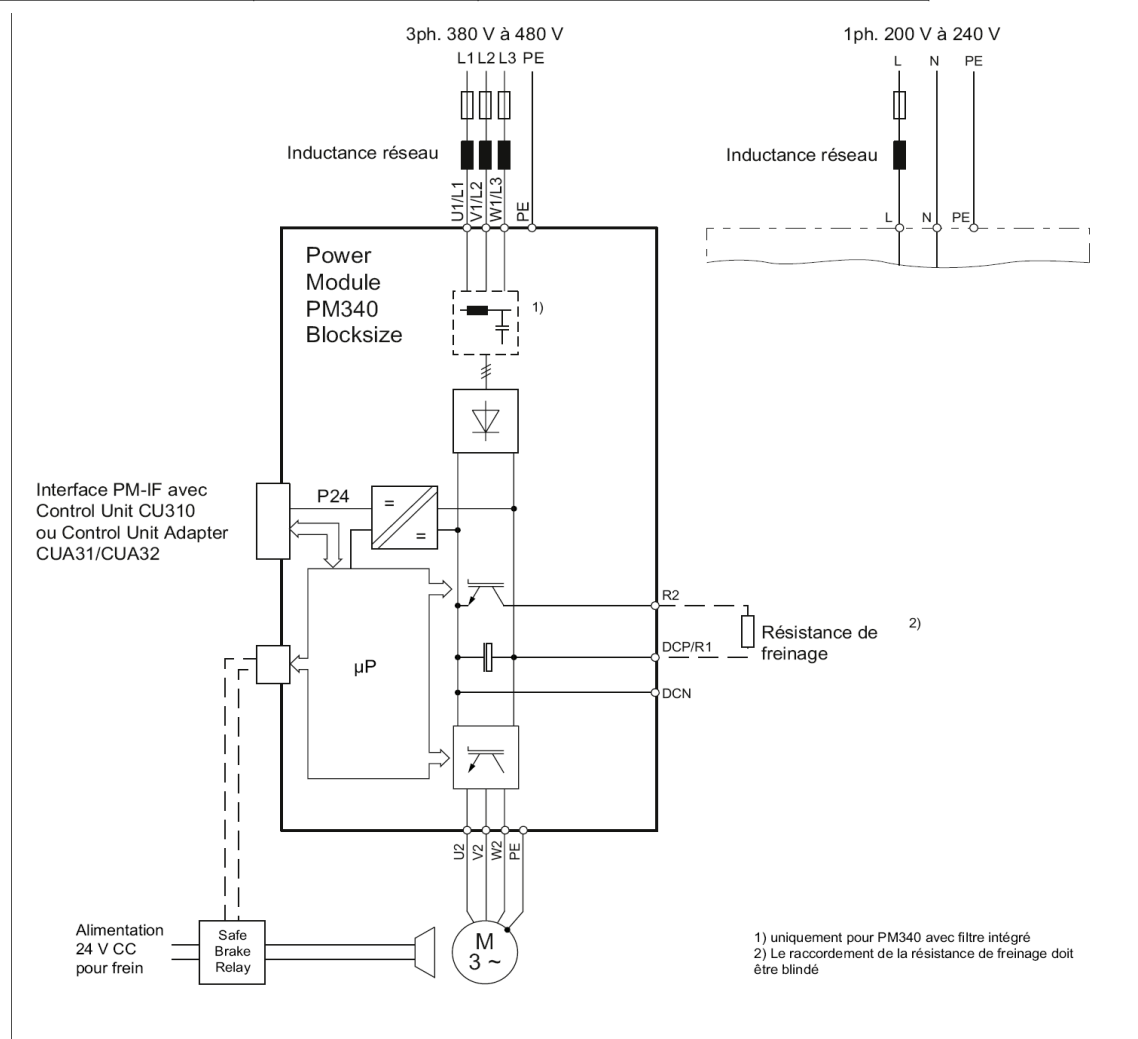 3ph. 380 V à 480 V
L1 L2 L3 PE
Inductance réseau
U1/L1
V1/L2
W1/L3
PE
1ph. 200 V à 240 V
L N PE
Inductance réseau
L N PE
Power
Module
PM340
Blocksize
1)
Interface PM-IF avec
Control Unit CU310
ou Control Unit Adapter
CUA31/CUA32
P24
=
=
µP
R2
DCP/R1
DCN
Résistance de
freinage
2)
U2
V2
W2
PE
Alimentation
24 V CC
pour frein
Safe
Brake
Relay
M
3 ~
1) uniquement pour PM340 avec filtre intégré
2) Le raccordement de la résistance de freinage doit
être blindé